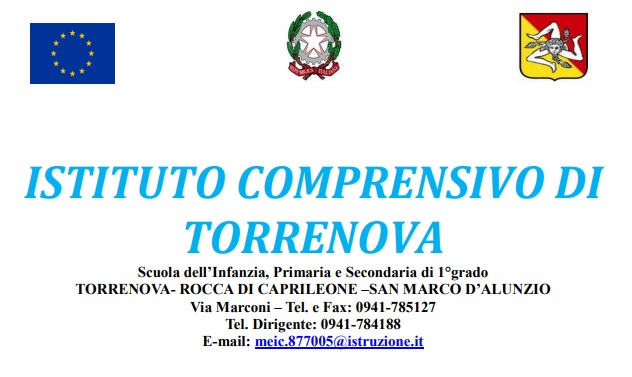 ISTITUTO COMPRENSIVO DI
TORRENOVA
Scuola dell'Infanzia, Primaria e Secondaria di 1°grado
TORRENOVA- ROCCA DI CAPRILEONE –SAN MARCO D'ALUNZIO
Via Marconi – Tel. e Fax: 0941-785127
Tel. Dirigente: 0941-784188
E-mail: meic.877005@istruzione.it